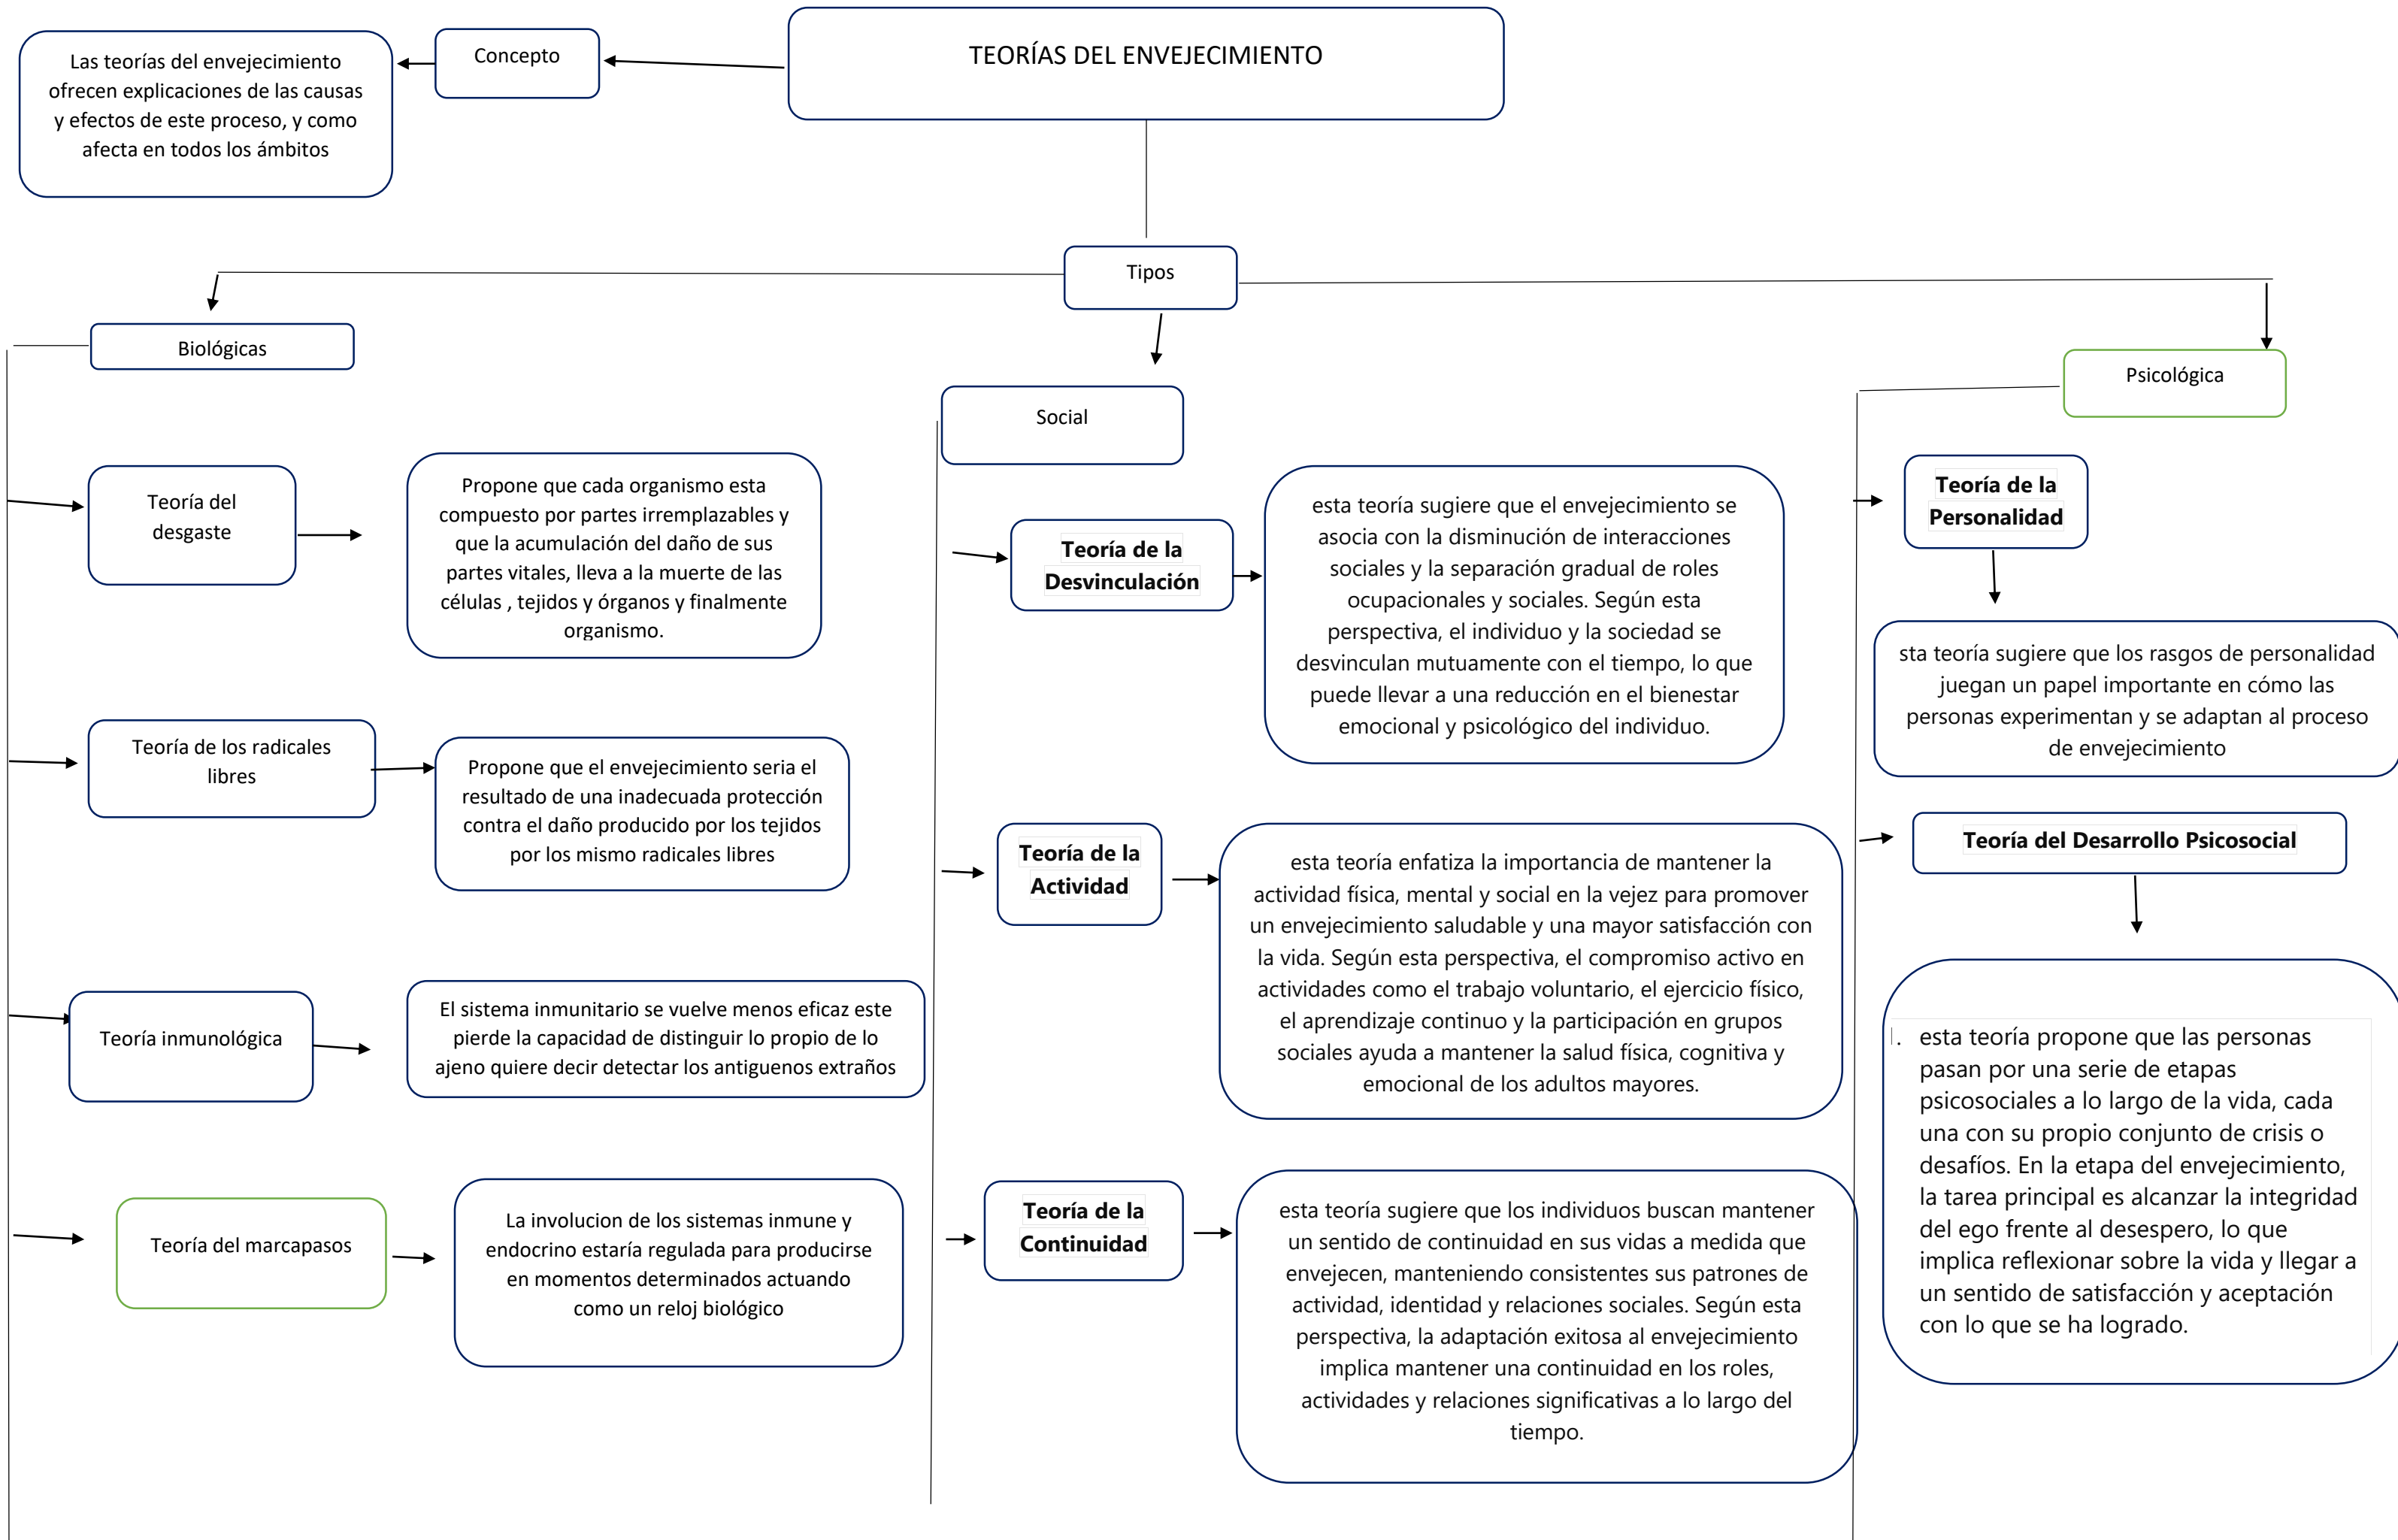 TEORÍAS DEL ENVEJECIMIENTO
Concepto
Las teorías del envejecimiento
ofrecen explicaciones de las causas
y efectos de este proceso, y como
afecta en todos los ámbitos
Tipos
Biológicas
Teoría del
desgaste
Propone que cada organismo esta
compuesto por partes irremplazables y
que la acumulación del daño de sus
partes vitales, lleva a la muerte de las
células , tejidos y órganos y finalmente
organismo.
Teoría de los radicales
libres
Propone que el envejecimiento seria el
resultado de una inadecuada protección
contra el daño producido por los tejidos
por los mismo radicales libres
Teoría inmunológica
El sistema inmunitario se vuelve menos eficaz este
pierde la capacidad de distinguir lo propio de lo
ajeno quiere decir detectar los antiguenos extraños
Teoría del marcapasos
La involucion de los sistemas inmune y
endocrino estaría regulada para producirse
en momentos determinados actuando
como un reloj biológico
Social
Teoría de la
Desvinculación
esta teoría sugiere que el envejecimiento se
asocia con la disminución de interacciones
sociales y la separación gradual de roles
ocupacionales y sociales. Según esta
perspectiva, el individuo y la sociedad se
desvinculan mutuamente con el tiempo, lo que
puede llevar a una reducción en el bienestar
emocional y psicológico del individuo.
Teoría de la
Actividad
esta teoría enfatiza la importancia de mantener la
actividad física, mental y social en la vejez para promover
un envejecimiento saludable y una mayor satisfacción con
la vida. Según esta perspectiva, el compromiso activo en
actividades como el trabajo voluntario, el ejercicio físico,
el aprendizaje continuo y la participación en grupos
sociales ayuda a mantener la salud física, cognitiva y
emocional de los adultos mayores.
Teoría de la
Continuidad
esta teoría sugiere que los individuos buscan mantener
un sentido de continuidad en sus vidas a medida que
envejecen, manteniendo consistentes sus patrones de
actividad, identidad y relaciones sociales. Según esta
perspectiva, la adaptación exitosa al envejecimiento
implica mantener una continuidad en los roles,
actividades y relaciones significativas a lo largo del
tiempo.
Psicológica
Teoría de la
Personalidad
sta teoría sugiere que los rasgos de personalidad
juegan un papel importante en cómo las
personas experimentan y se adaptan al proceso
de envejecimiento
Teoría del Desarrollo Psicosocial
. esta teoría propone que las personas
pasan por una serie de etapas
psicosociales a lo largo de la vida, cada
una con su propio conjunto de crisis o
desafíos. En la etapa del envejecimiento,
la tarea principal es alcanzar la integridad
del ego frente al desespero, lo que
implica reflexionar sobre la vida y llegar a
un sentido de satisfacción y aceptación
con lo que se ha logrado.